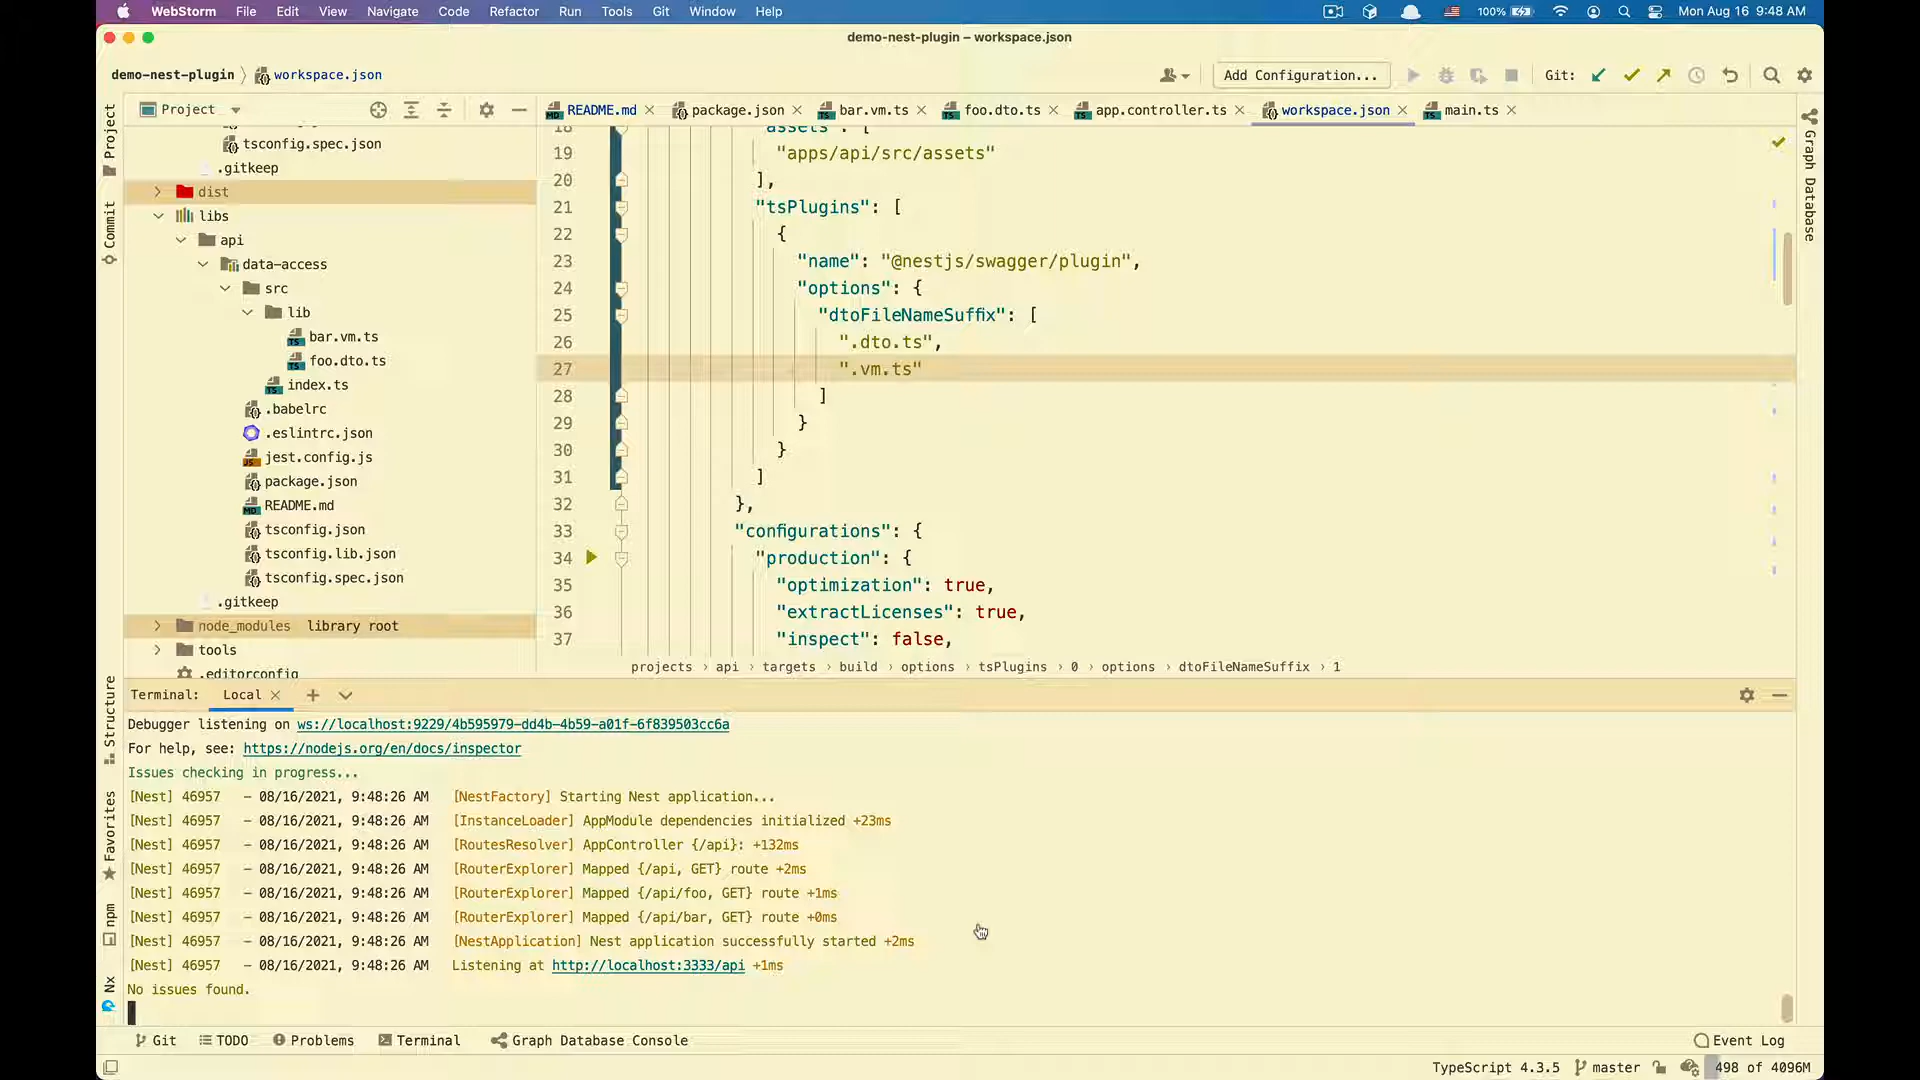 WebStorm File Edit View Navigate Code Refactor Run Tools Git Window Help 100% Mon Aug 16 9:48 AM
demo-nest-plugin – workspace.json
demo-nest-plugin 〉 workspace.json
Add Configuration... Git:
Project
README.md package.json bar.vm.ts foo.dto.ts app.controller.ts workspace.json main.ts
Project
Commit
Structure
Favorites
npm
Nx
tsconfig.spec.json
.gitkeep
dist
libs
api
data-access
src
lib
bar.vm.ts
foo.dto.ts
index.ts
.babelrc
.eslintrc.json
jest.config.js
package.json
README.md
tsconfig.json
tsconfig.lib.json
tsconfig.spec.json
.gitkeep
node_modules library root
tools
.editorconfig
18 "assets": [
19 "apps/api/src/assets"
20 ],
21 "tsPlugins": [
22 {
23 "name": "@nestjs/swagger/plugin",
24 "options": {
25 "dtoFileNameSuffix": [
26 ".dto.ts",
27 ".vm.ts"
28 ]
29 }
30 }
31 ]
32 },
33 "configurations": {
34 "production": {
35 "optimization": true,
36 "extractLicenses": true,
37 "inspect": false,
projects › api › targets › build › options › tsPlugins › 0 › options › dtoFileNameSuffix › 1
Graph Database
Terminal: Local
Debugger listening on ws://localhost:9229/4b595979-dd4b-4b59-a01f-6f839503cc6a
For help, see: https://nodejs.org/en/docs/inspector
Issues checking in progress...
[Nest] 46957 – 08/16/2021, 9:48:26 AM [NestFactory] Starting Nest application...
[Nest] 46957 – 08/16/2021, 9:48:26 AM [InstanceLoader] AppModule dependencies initialized +23ms
[Nest] 46957 – 08/16/2021, 9:48:26 AM [RoutesResolver] AppController {/api}: +132ms
[Nest] 46957 – 08/16/2021, 9:48:26 AM [RouterExplorer] Mapped {/api, GET} route +2ms
[Nest] 46957 – 08/16/2021, 9:48:26 AM [RouterExplorer] Mapped {/api/foo, GET} route +1ms
[Nest] 46957 – 08/16/2021, 9:48:26 AM [RouterExplorer] Mapped {/api/bar, GET} route +0ms
[Nest] 46957 – 08/16/2021, 9:48:26 AM [NestApplication] Nest application successfully started +2ms
[Nest] 46957 – 08/16/2021, 9:48:26 AM Listening at http://localhost:3333/api +1ms
No issues found.
Git TODO Problems Terminal Graph Database Console Event Log
TypeScript 4.3.5 master 498 of 4096M